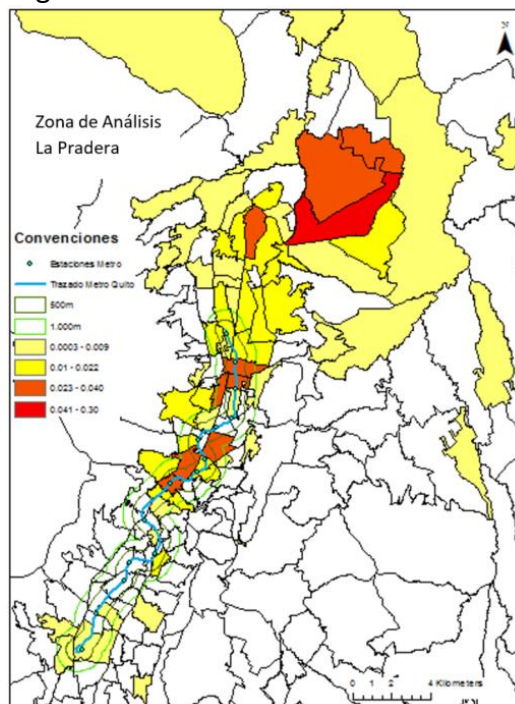 Zona de Análisis
La Pradera
N
Convenciones
Estaciones Metro
Trazado Metro Quito
500m
1.000m
0.0003 - 0.009
0.01 - 0.022
0.023 - 0.040
0.041 - 0.30
0 1 2 4 Kilometers